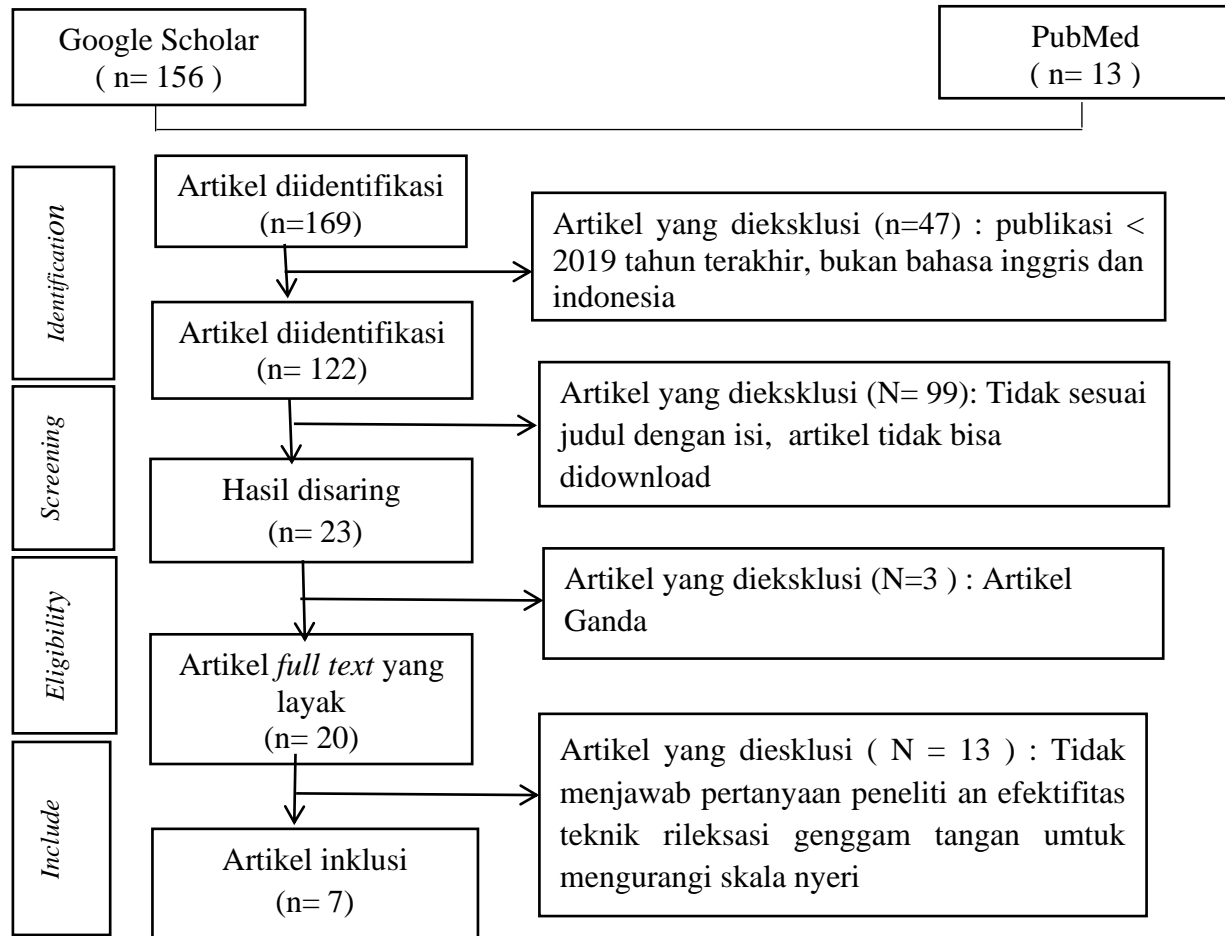 Google Scholar
( n= 156 )
PubMed
( n= 13 )
Identification
Artikel diidentifikasi
(n=169)
Artikel yang dieksklusi (n=47) : publikasi <
2019 tahun terakhir, bukan bahasa inggris dan
indonesia
Artikel diidentifikasi
(n= 122)
Screening
Artikel yang dieksklusi (N= 99): Tidak sesuai
judul dengan isi, artikel tidak bisa
didownload
Hasil disaring
(n= 23)
Eligibility
Artikel yang dieksklusi (N=3 ) : Artikel
Ganda
Artikel full text yang
layak
(n= 20)
Include
Artikel yang diesklusi ( N = 13 ) : Tidak
menjawab pertanyaan peneliti an efektifitas
teknik rileksasi genggam tangan umtuk
mengurangi skala nyeri
Artikel inklusi
(n= 7)